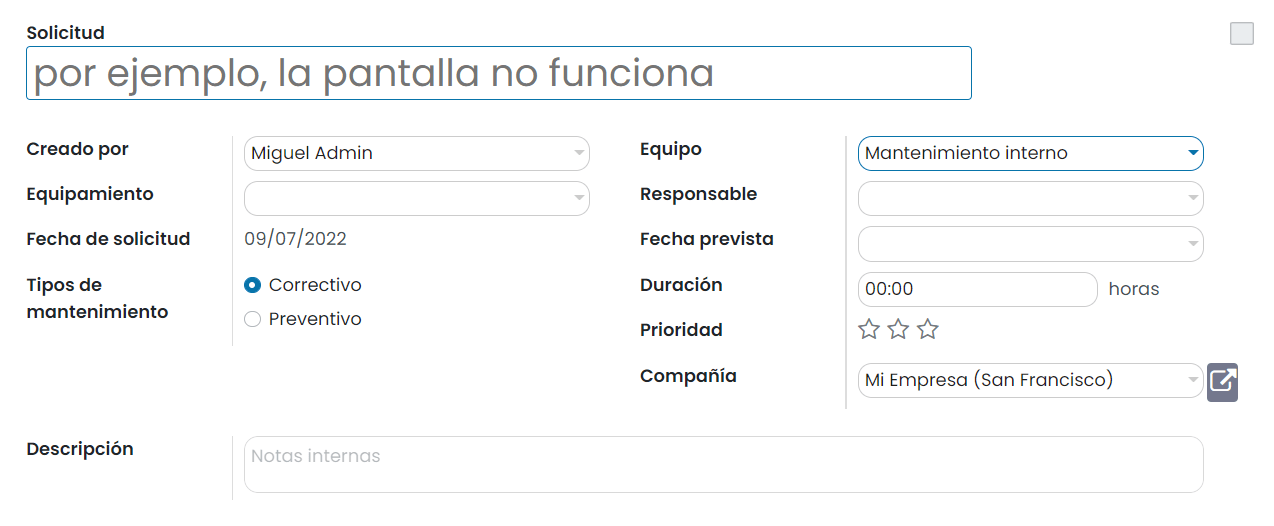 Solicitud
por ejemplo, la pantalla no funciona
Creado por
Miguel Admin
Equipamiento
Fecha de solicitud
09/07/2022
Tipos de
mantenimiento
Correctivo
Preventivo
Equipo
Mantenimiento interno
Responsable
Fecha prevista
Duración
00:00
horas
Prioridad
Compañía
Mi Empresa (San Francisco)
Descripción
Notas internas